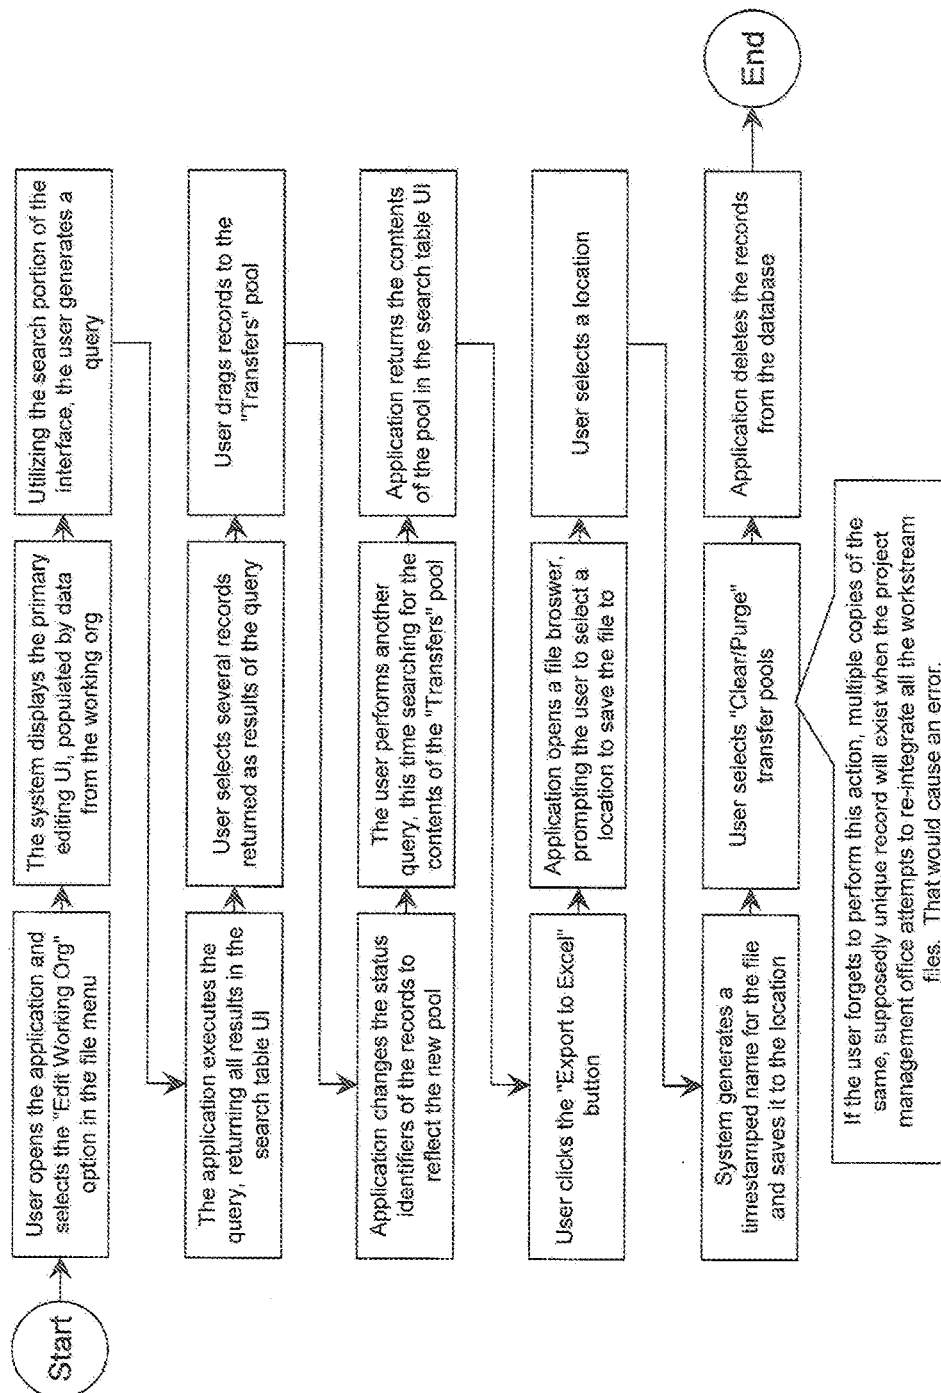 Start
User opens the application and
selects the "Edit Working Org"
option in the file menu
The system displays the primary
editing UI, populated by data
from the working org
Utilizing the search portion of the
interface, the user generates a
query
The application executes the
query, returning all results in the
search table UI
User selects several records
returned as results of the query
User drags records to the
"Transfers" pool
Application changes the status
identifiers of the records to
reflect the new pool
The user performs another
query, this time searching for the
contents of the "Transfers" pool
Application returns the contents
of the pool in the search table UI
User clicks the "Export to Excel"
button
Application opens a file broswer,
prompting the user to select a
location to save the file to
User selects a location
System generates a
timestamped name for the file
and saves it to the location
User selects "Clear/Purge"
transfer pools
Application deletes the records
from the database
End
If the user forgets to perform this action, multiple copies of the
same, supposedly unique record will exist when the project
management office attempts to re-integrate all the workstream
files. That would cause an error.